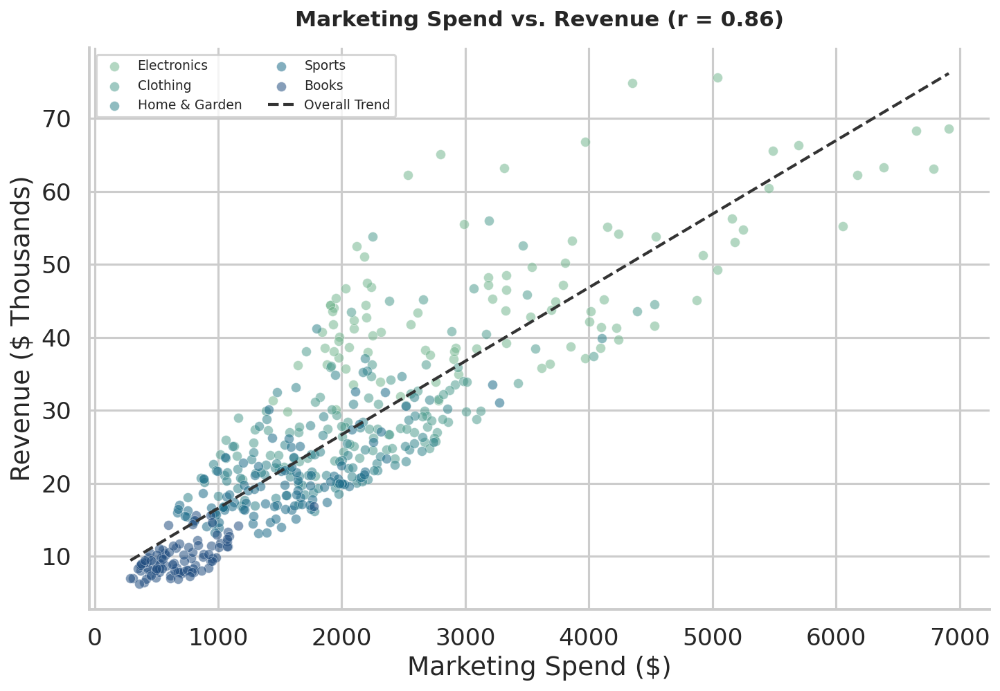 Marketing Spend vs. Revenue (r = 0.86)
Electronics
Clothing
Home & Garden
Sports
Books
Overall Trend
Revenue ($ Thousands)
70
60
50
40
30
20
10
0 1000 2000 3000 4000 5000 6000 7000
Marketing Spend ($)